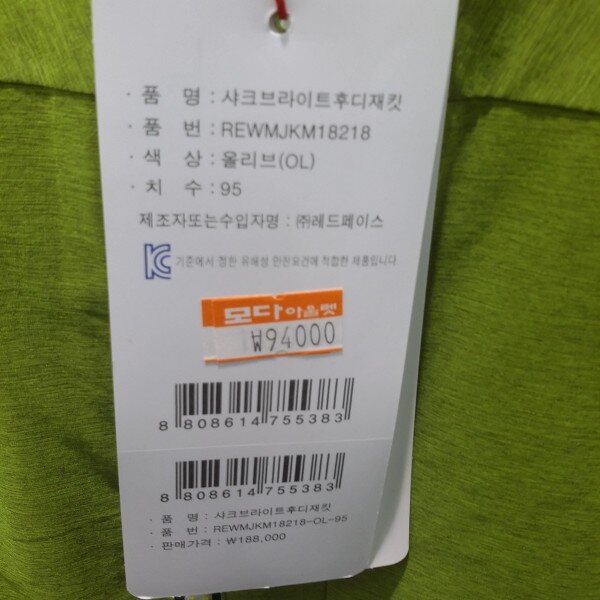 · 품 명 : 샤크브라이트후디재킷
· 품 번 : REWMJKM18218
· 색 상 : 올리브(OL)
· 치 수 : 95
제조자또는수입자명 : ㈜레드페이스
KC 기준에서 정한 유해성 안전요건에 적합한 제품입니다
모다아울렛
₩94000
8 808614 755383
8 808614 755383
· 품 명 : 샤크브라이트후디재킷
· 품 번 : REWMJKM18218-OL-95
· 판매가격 : ₩188,000